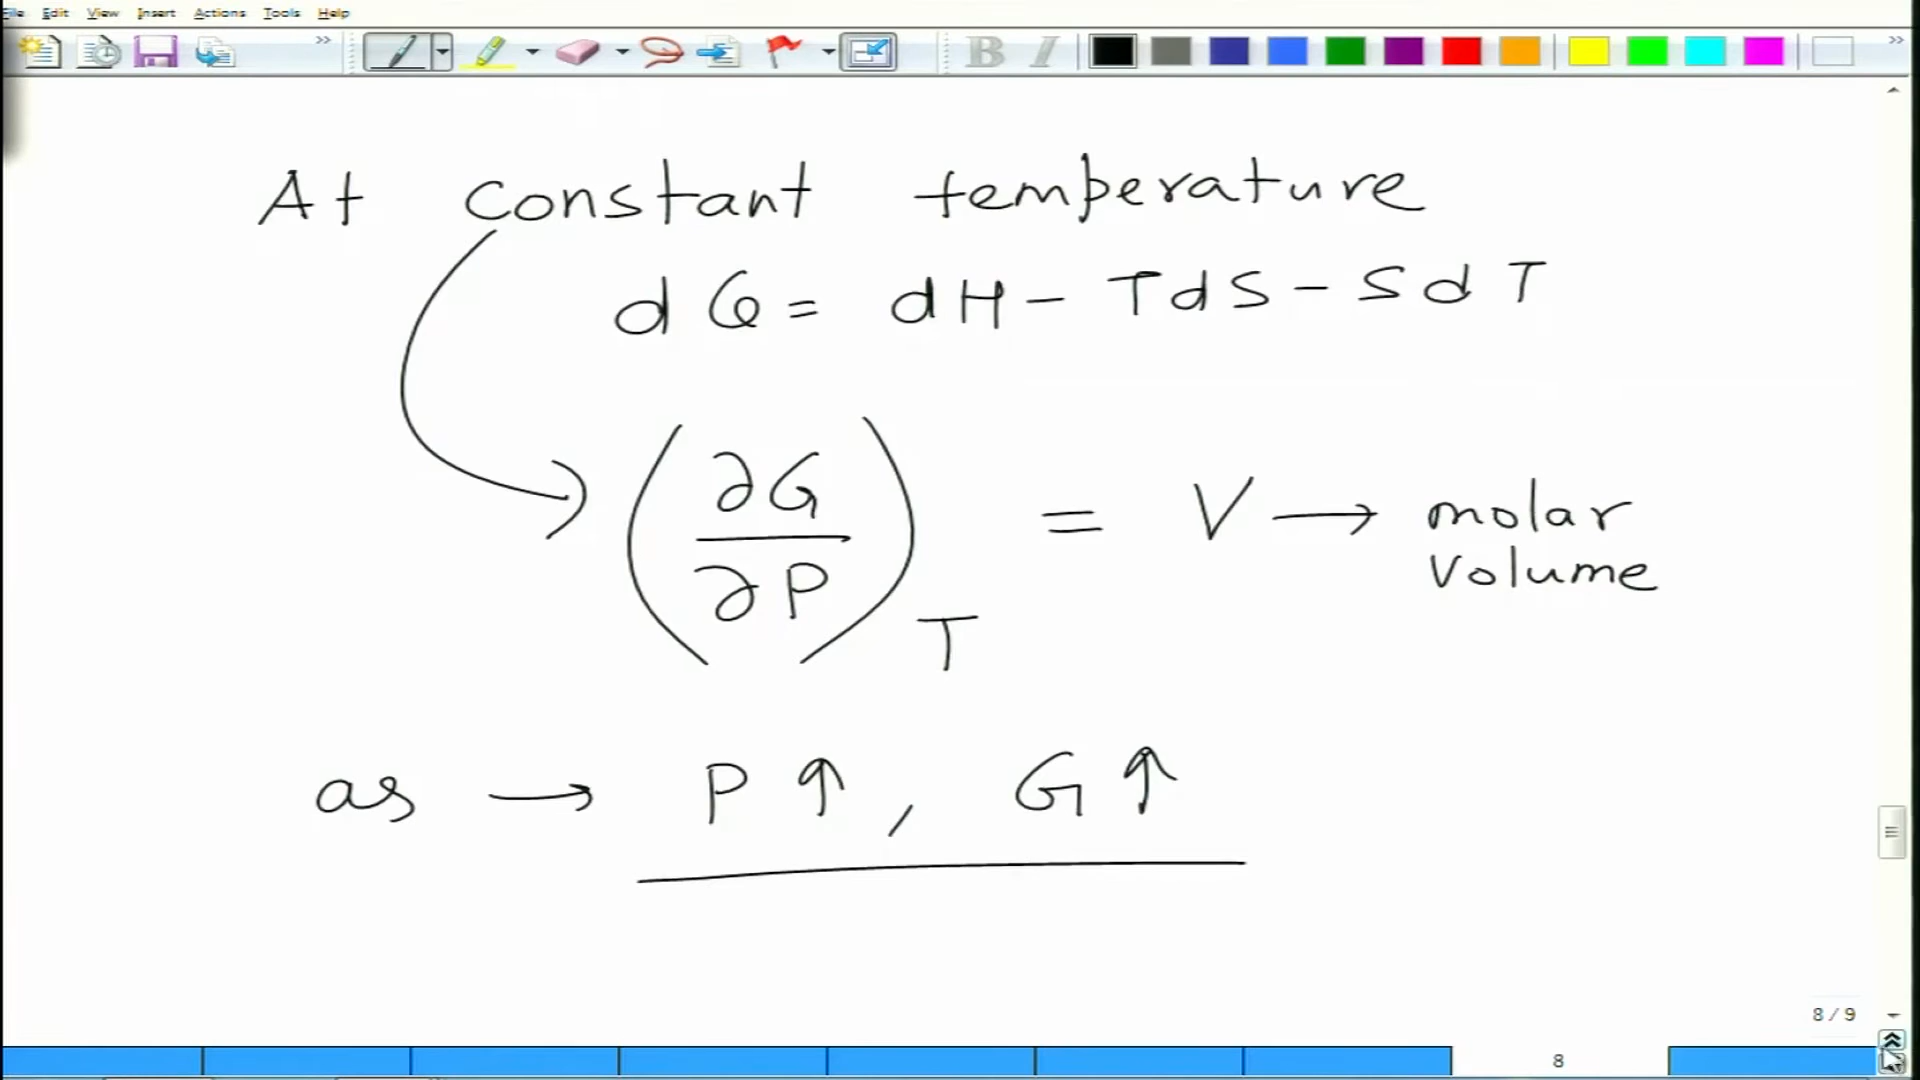 File Edit View Insert Actions Tools Help
B I
At constant temperature
dG = dH - TdS - SdT
(∂G/∂P)_T = V → molar volume
as → P ↑, G ↑
8 / 9
8